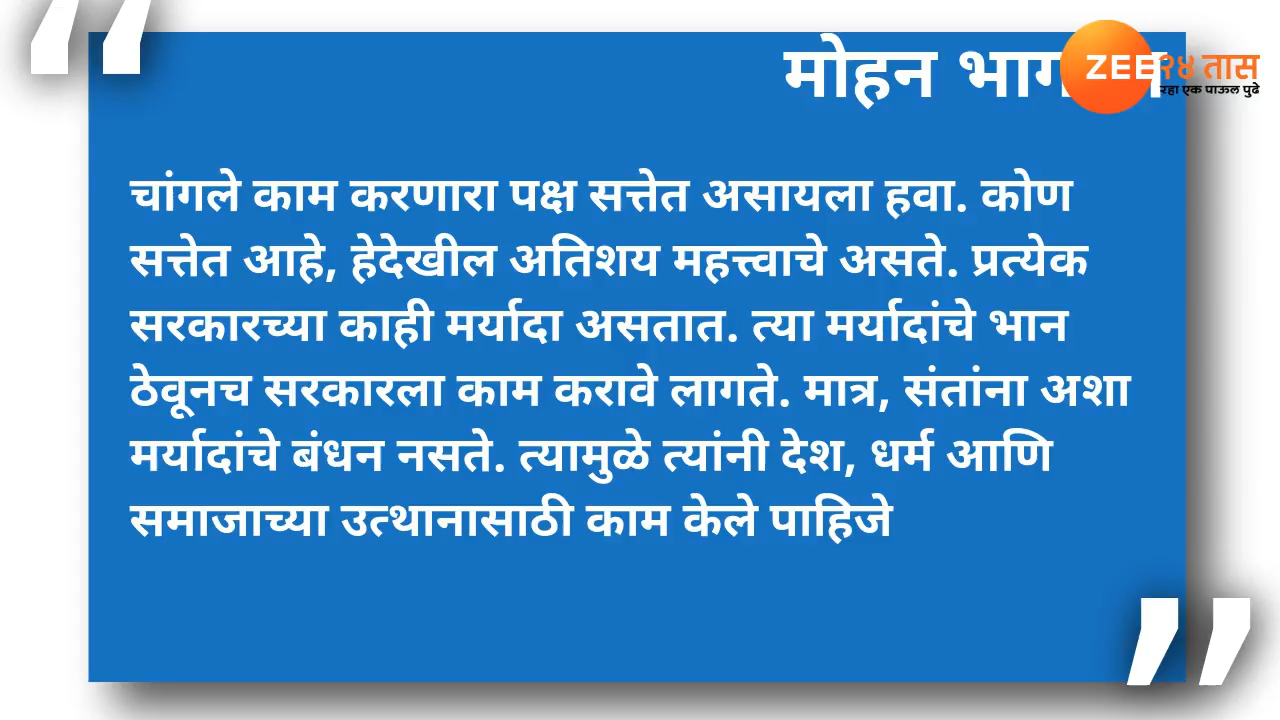 मोहन
ZEE २४ तास
रहा एक पाऊल पुढे
चांगले काम करणारा पक्ष सत्तेत असायला हवा. कोण
सत्तेत आहे, हेदेखील अतिशय महत्त्वाचे असते. प्रत्येक
सरकारच्या काही मर्यादा असतात. त्या मर्यादांचे भान
ठेवूनच सरकारला काम करावे लागते. मात्र, संतांना अशा
मर्यादांचे बंधन नसते. त्यामुळे त्यांनी देश, धर्म आणि
समाजाच्या उत्थानासाठी काम केले पाहिजे